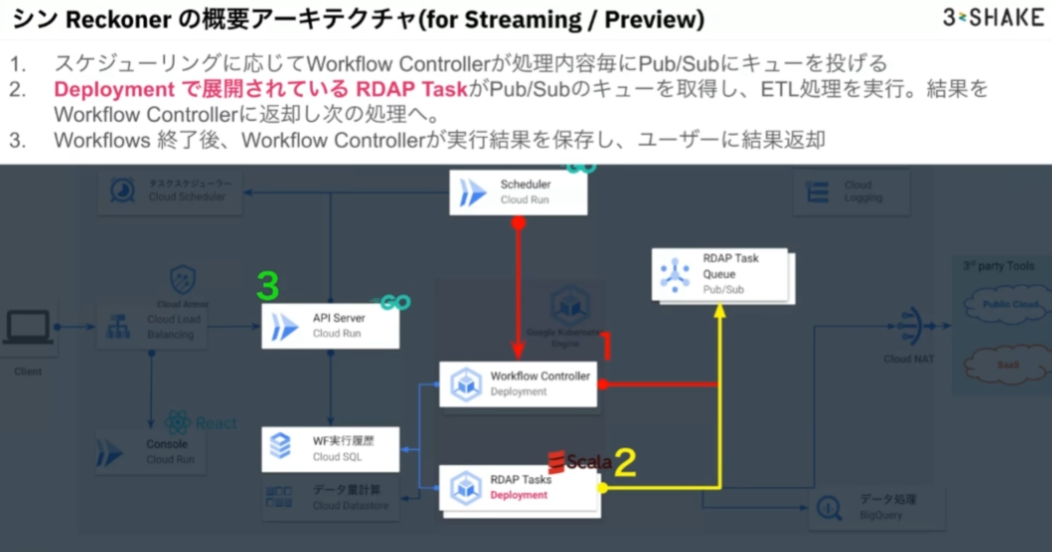 シン Reckoner の概要アーキテクチャ(for Streaming / Preview)
3-SHAKE
1. スケジューリングに応じてWorkflow Controllerが処理内容毎にPub/Subにキューを投げる
2. Deployment で展開されている RDAP TaskがPub/Subのキューを取得し、ETL処理を実行。結果を
Workflow Controllerに返却し次の処理へ。
3. Workflows 終了後、Workflow Controllerが実行結果を保存し、ユーザーに結果返却
GO
タスクスケジューラー
Cloud Scheduler
Scheduler
Cloud Run
Cloud
Logging
RDAP Task
Queue
Pub/Sub
3rd party Tools
Public Cloud
3
GO
Cloud Armor
API Server
Cloud Run
Cloud Load
Balancing
Google Kubernetes
Engine
1
Cloud NAT
SaaS
Client
Workflow Controller
Deployment
React
Console
Cloud Run
WF実行履歴
Cloud SQL
Scala
2
RDAP Tasks
Deployment
データ量計算
Cloud Datastore
データ処理
BigQuery